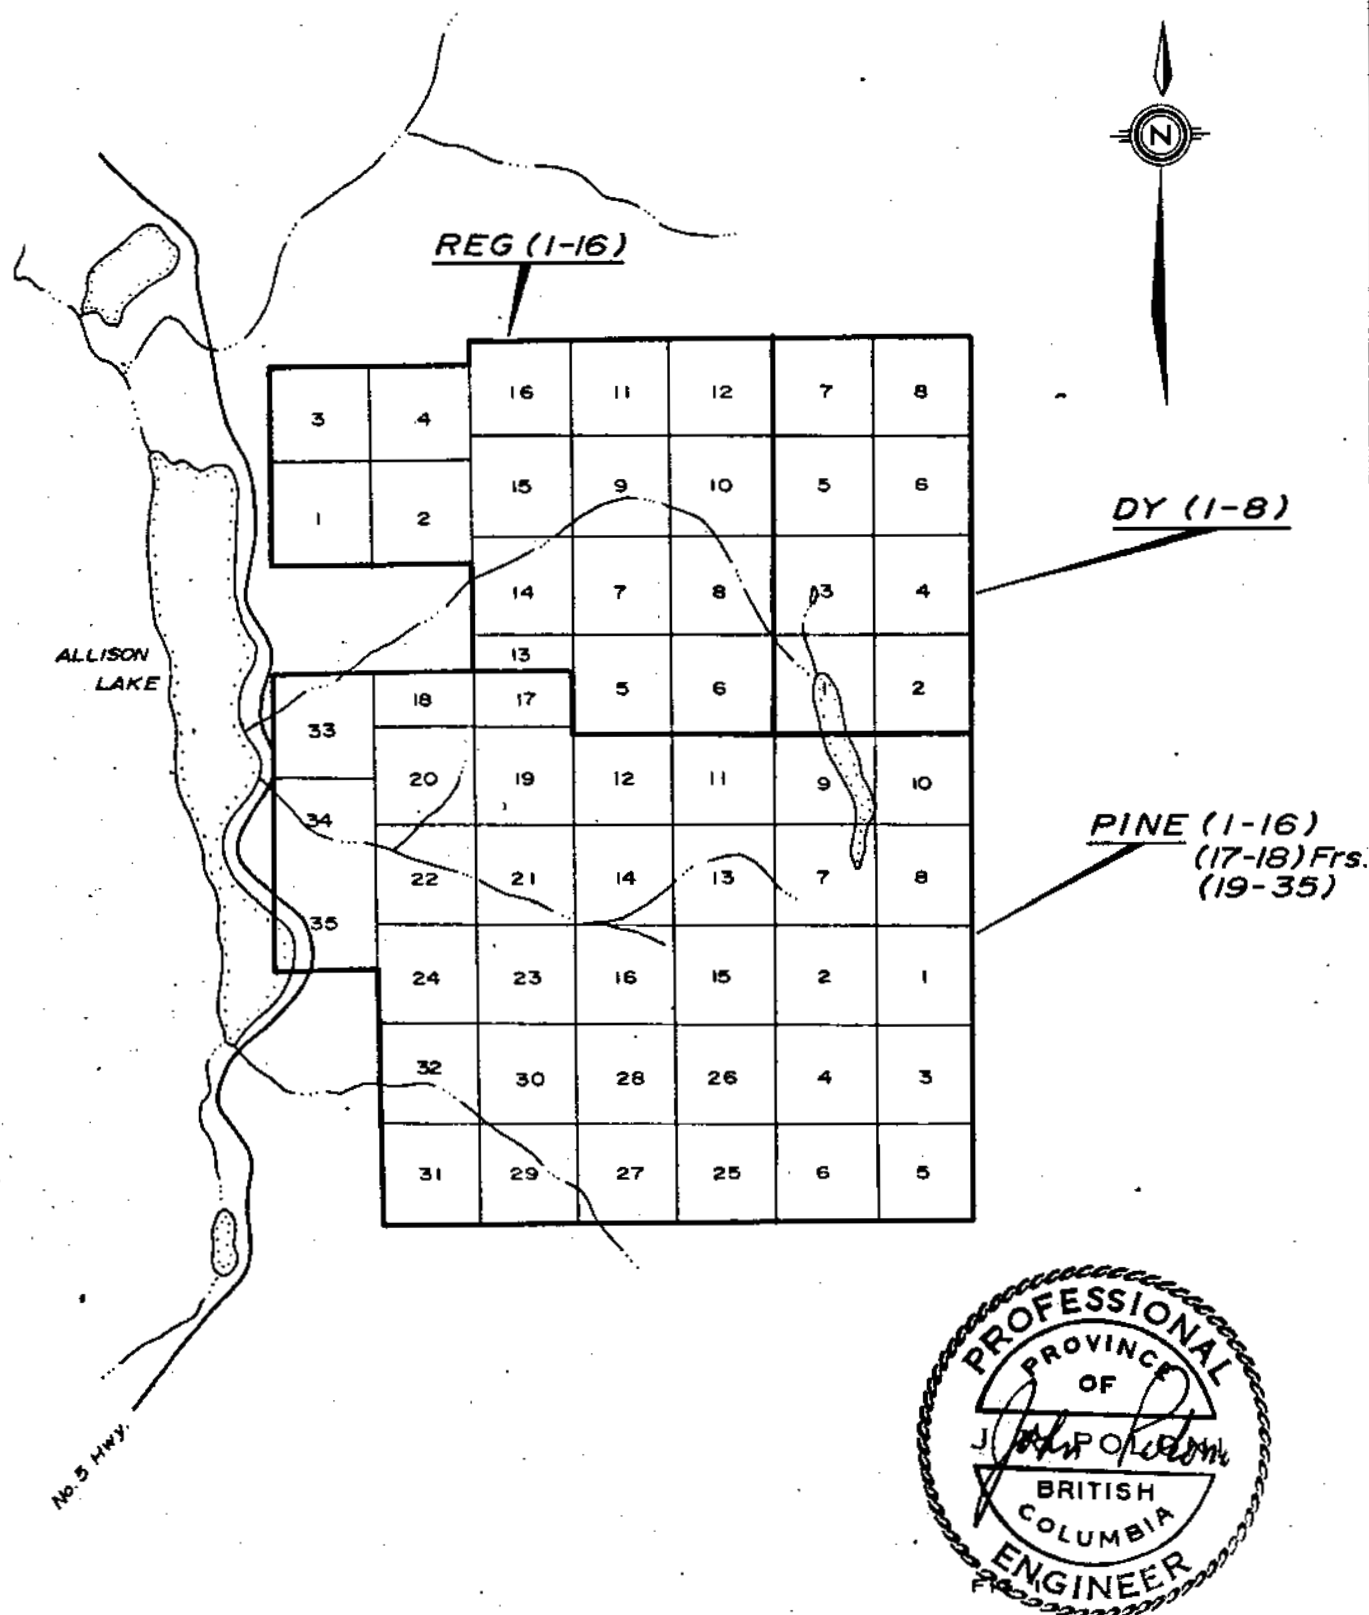 N
REG (1-16)
16 11 12 7 8
3 4
15 9 10 5 6
1 2
DY (1-8)
14 7 8 3 4
13
ALLISON
LAKE
5 6 1 2
18 17
33
20 19 12 11 9 10
34
PINE (1-16)
(17-18) Frs.
(19-35)
22 21 14 13 7 8
35
24 23 16 15 2 1
32 30 28 26 4 3
31 29 27 25 6 5
No. 5 Hwy.
PROFESSIONAL
PROVINCE
OF
BRITISH
COLUMBIA
ENGINEER